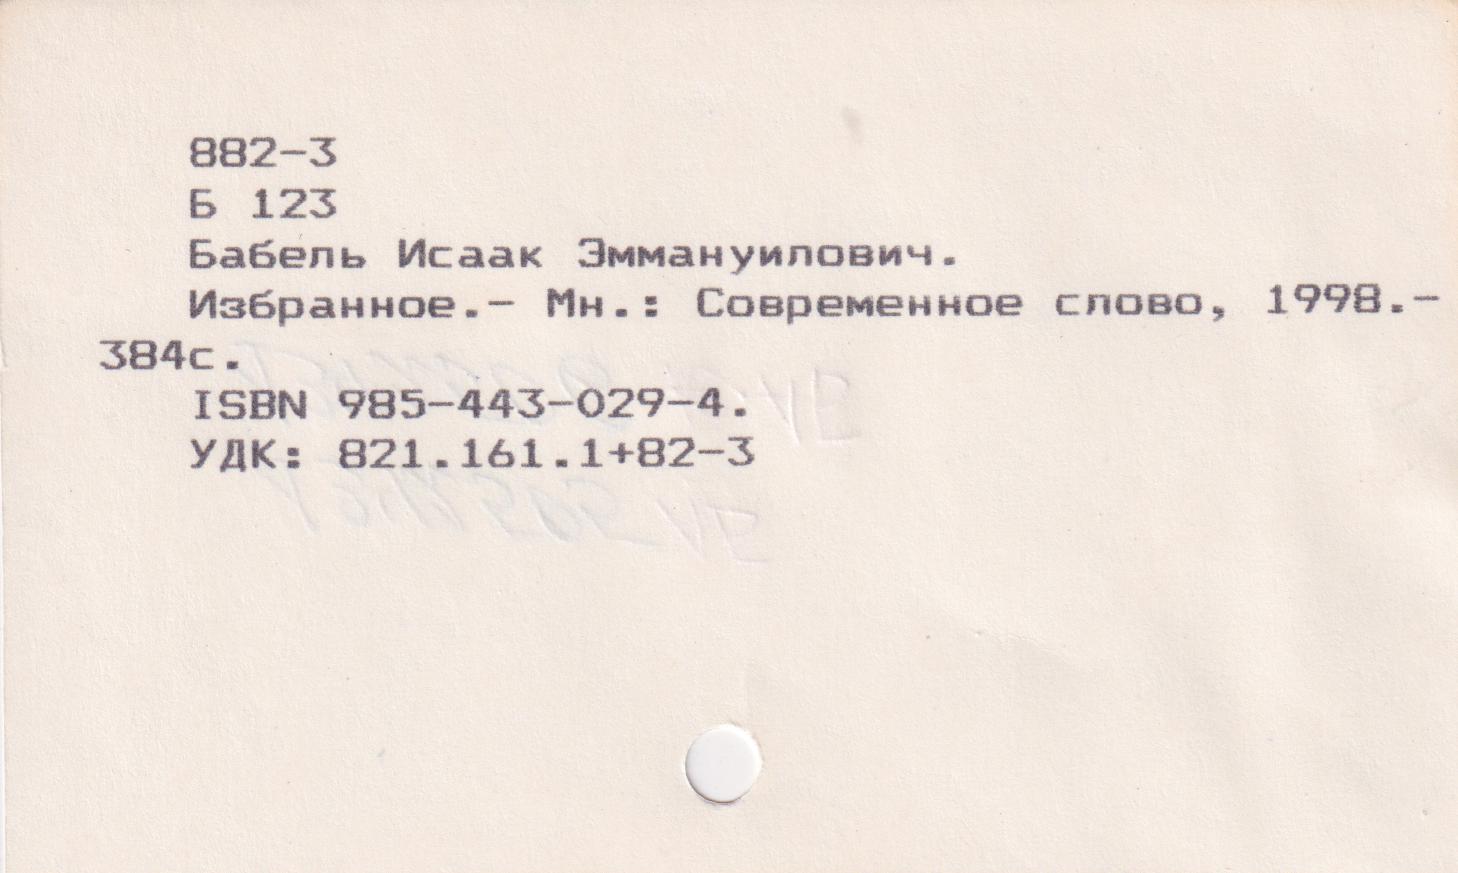 882-3
Б 123
Бабель Исаак Эммануилович.
Избранное.- Мн.: Современное слово, 1998.-
384с.
ISBN 985-443-029-4.
УДК: 821.161.1+82-3